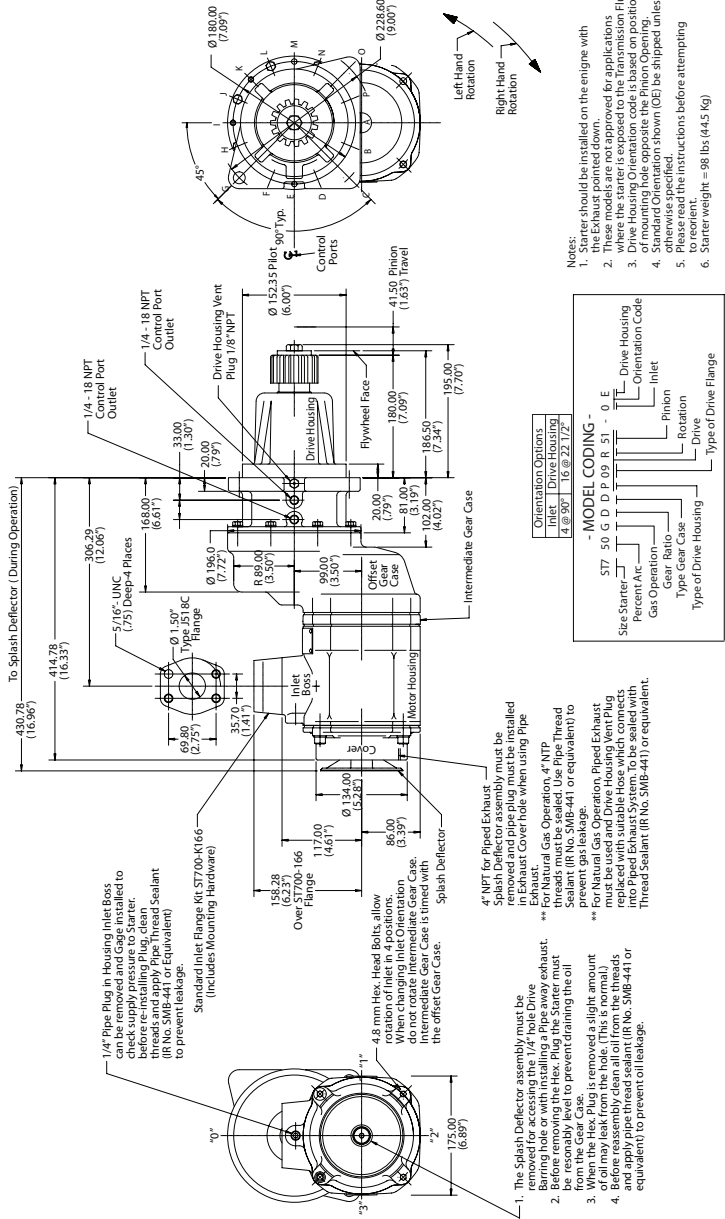 1/4" Pipe Plug in Housing Inlet Boss
can be removed and Gage installed to
check supply pressure to Starter.
before re-installing Plug, clean
threads and apply Pipe Thread Sealant
(IR No. SMB-441 or Equivalent)
to prevent leakage.
Standard Inlet Flange Kit ST700-K166
(Includes Mounting Hardware)
To Splash Deflector ( During Operation)
430.78
(16.96")
414.78
(16.33")
306.29
(12.06")
168.00
(6.61")
33.00
(1.30")
20.00
(.79")
1/4 - 18 NPT
Control Port
Outlet
1/4 - 18 NPT
Control Port
Outlet
Drive Housing Vent
Plug 1/8" NPT
5/16"- UNC
(.75) Deep-4 Places
Ø 1.50"
Type J518C
Flange
69.80
(2.75")
35.70
(1.41")
Ø 196.0
(7.72")
R 89.00
(3.50")
99.00
(3.50")
Offset
Gear
Case
Inlet
Boss
Motor Housing
Cover
Drive Housing
Flywheel Face
Ø 152.35 Pilot
(6.00")
41.50 Pinion
(1.63") Travel
180.00
(7.09")
186.50
(7.34")
195.00
(7.70")
20.00
(.79")
81.00
(3.19")
102.00
(4.02")
Intermediate Gear Case
Ø 134.00
(5.28")
117.00
(4.61")
158.28
(6.23")
Over ST700-166
Flange
86.00
(3.39")
Splash Deflector
Ø 180.00
(7.09")
Ø 228.60
(9.00")
45°
90° Typ.
Control
Ports
A
B
C
D
E
F
G
H
I
J
K
L
M
N
O
P
Left Hand
Rotation
Right Hand
Rotation
"0"
"1"
"2"
"3"
175.00
(6.89")
4.8 mm Hex. Head Bolts, allow
rotation of Inlet in 4 positions.
When changing Inlet Orientation
do not rotate Intermediate Gear Case.
Intermediate Gear Case is timed with
the offset Gear Case.
1. The Splash Deflector assembly must be
removed for accessing the 1/4" hole Drive
Barring hole or with installing a Pipe away exhaust.
2. Before removing the Hex. Plug the Starter must
be resonably level to prevent draining the oil
from the Gear Case.
3. When the Hex. Plug is removed a slight amount
of oil may leak from the hole. (This is normal.)
4. Before reassembly clean all oil from the threads
and apply pipe thread sealant (IR No. SMB-441 or
equivalent) to prevent oil leakage.
4" NPT for Piped Exhaust
Splash Deflector assembly must be
removed and pipe plug must be installed
in Exhaust Cover hole when using Pipe
Exhaust.
** For Natural Gas Operation, 4" NTP
threads must be sealed. Use Pipe Thread
Sealant (IR No. SMB-441 or equivalent) to
prevent gas leakage.
** For Natural Gas Operation, Piped Exhaust
must be used and Drive Housing Vent Plug
replaced with suitable Hose which connects
into Piped Exhaust System. To be sealed with
Thread Sealant (IR No. SMB-441) or equivalent.
Orientation Options
Inlet Drive Housing
4 @ 90° 16 @ 22 1/2°
- MODEL CODING -
ST7 50 G D D P 09 R 51 - 0 E
Size Starter
Percent Arc
Gas Operation
Gear Ratio
Type Gear Case
Type of Drive Housing
Drive Housing
Orientation Code
Inlet
Pinion
Rotation
Drive
Type of Drive Flange
Notes:
1. Starter should be installed on the enigne with
the Exhaust pointed down.
2. These models are not approved for applications
where the starter is exposed to the Transmission
3. Drive Housing Orientation code is based on
of mounting hole opposite the Pinion Opening.
4. Standard Orientation shown (OE) be shipped
otherwise specified.
5. Please read the instructions before attempting
to reorient.
6. Starter weight = 98 lbs (44.5 Kg)